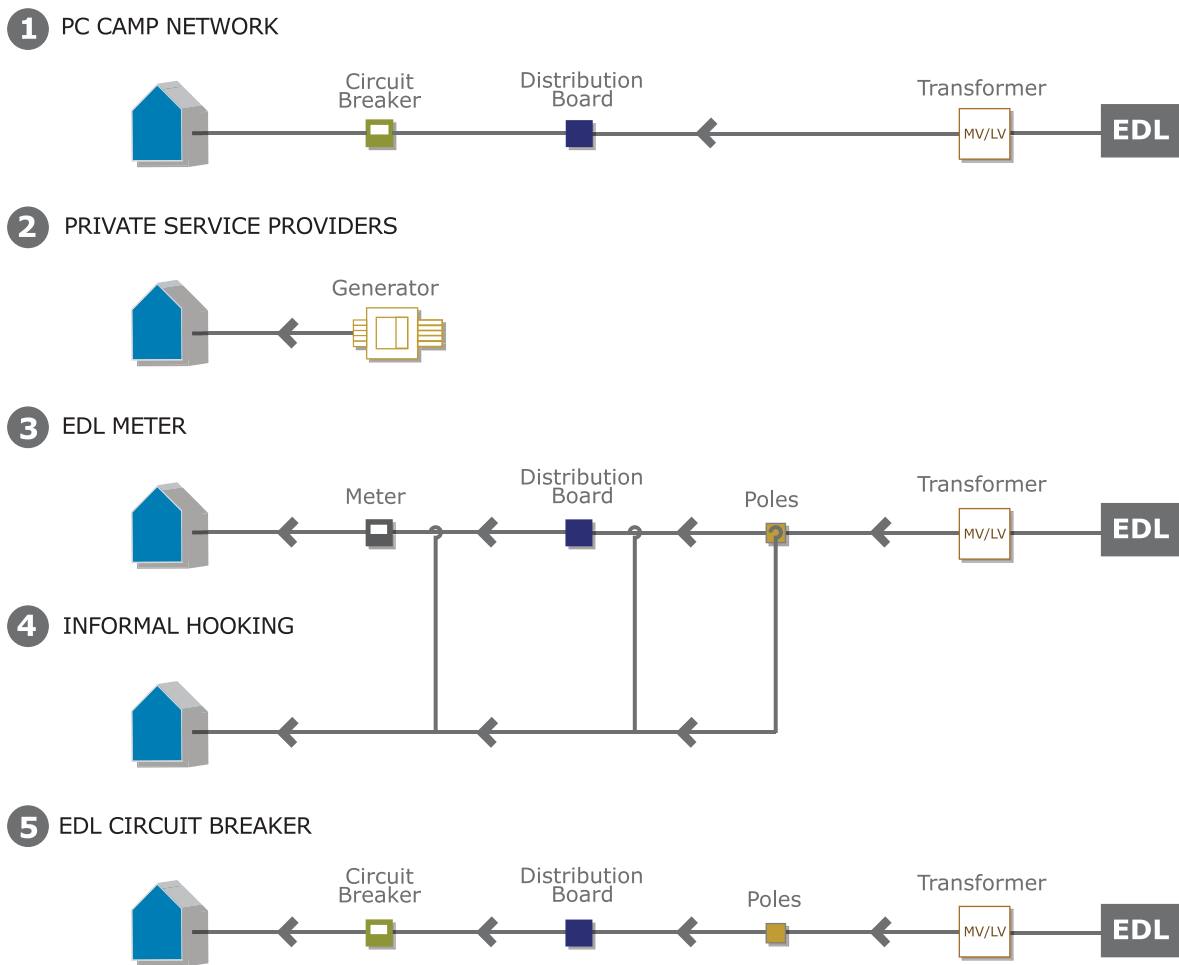 1 PC CAMP NETWORK
Circuit
Breaker
Distribution
Board
Transformer
MV/LV
EDL
2 PRIVATE SERVICE PROVIDERS
Generator
3 EDL METER
Meter
Distribution
Board
Poles
Transformer
MV/LV
EDL
4 INFORMAL HOOKING
5 EDL CIRCUIT BREAKER
Circuit
Breaker
Distribution
Board
Poles
Transformer
MV/LV
EDL